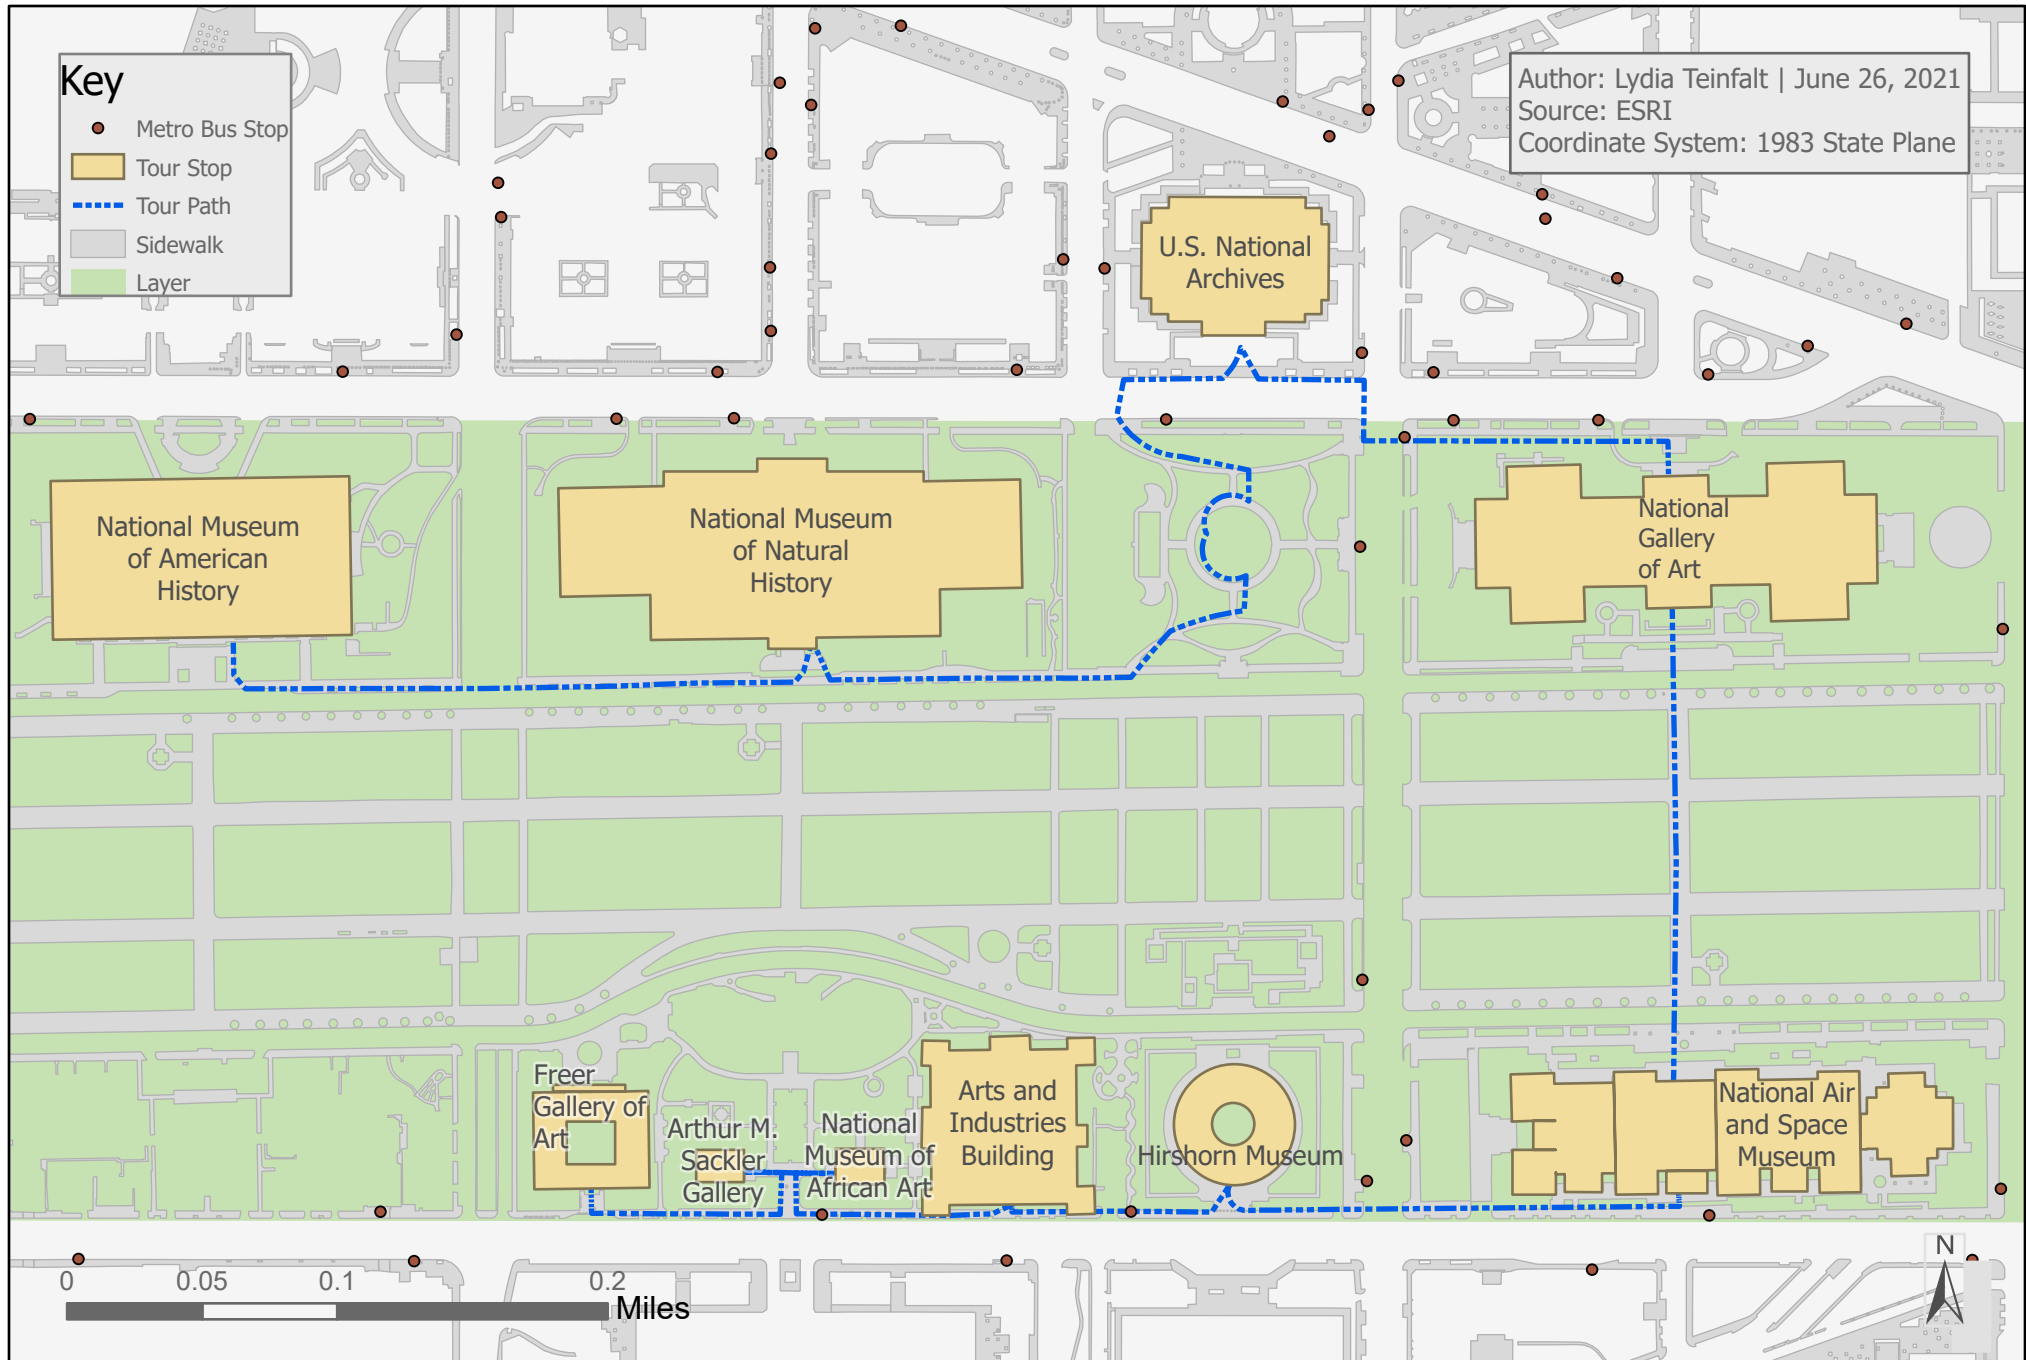 Key
Metro Bus Stop
Tour Stop
Tour Path
Sidewalk
Layer
Author: Lydia Teinfalt | June 26, 2021
Source: ESRI
Coordinate System: 1983 State Plane
U.S. National
Archives
National Museum
of American
History
National Museum
of Natural
History
National
Gallery
of Art
Freer
Gallery of
Art
Arthur M.
Sackler
Gallery
National
Museum of
African Art
Arts and
Industries
Building
Hirshorn Museum
National Air
and Space
Museum
0 0.05 0.1 0.2
Miles
N